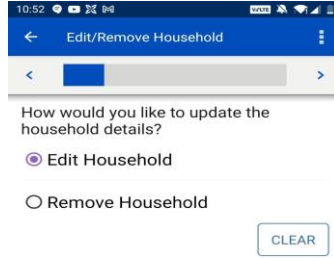 10:52
VoLTE
Edit/Remove Household
How would you like to update the
household details?
Edit Household
Remove Household
CLEAR